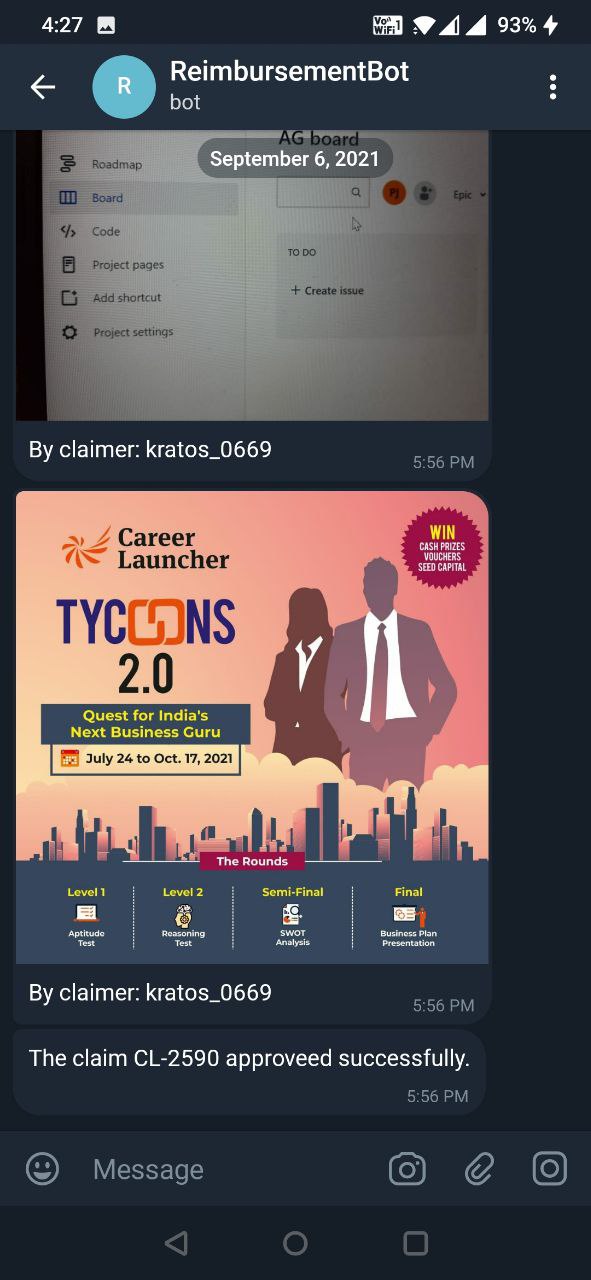 4:27
Vo
WiFi 1
93%
R
ReimbursementBot
bot
AG board
September 6, 2021
Roadmap
Board
PJ
Epic
Code
TO DO
Project pages
+ Create issue
Add shortcut
Project settings
By claimer: kratos_0669
5:56 PM
Career
Launcher
WIN
CASH PRIZES
VOUCHERS
SEED CAPITAL
TYCOONS
2.0
Quest for India's
Next Business Guru
July 24 to Oct. 17, 2021
The Rounds
Level 1
Aptitude
Test
Level 2
Reasoning
Test
Semi-Final
SWOT
Analysis
Final
Business Plan
Presentation
By claimer: kratos_0669
5:56 PM
The claim CL-2590 approveed successfully.
5:56 PM
Message